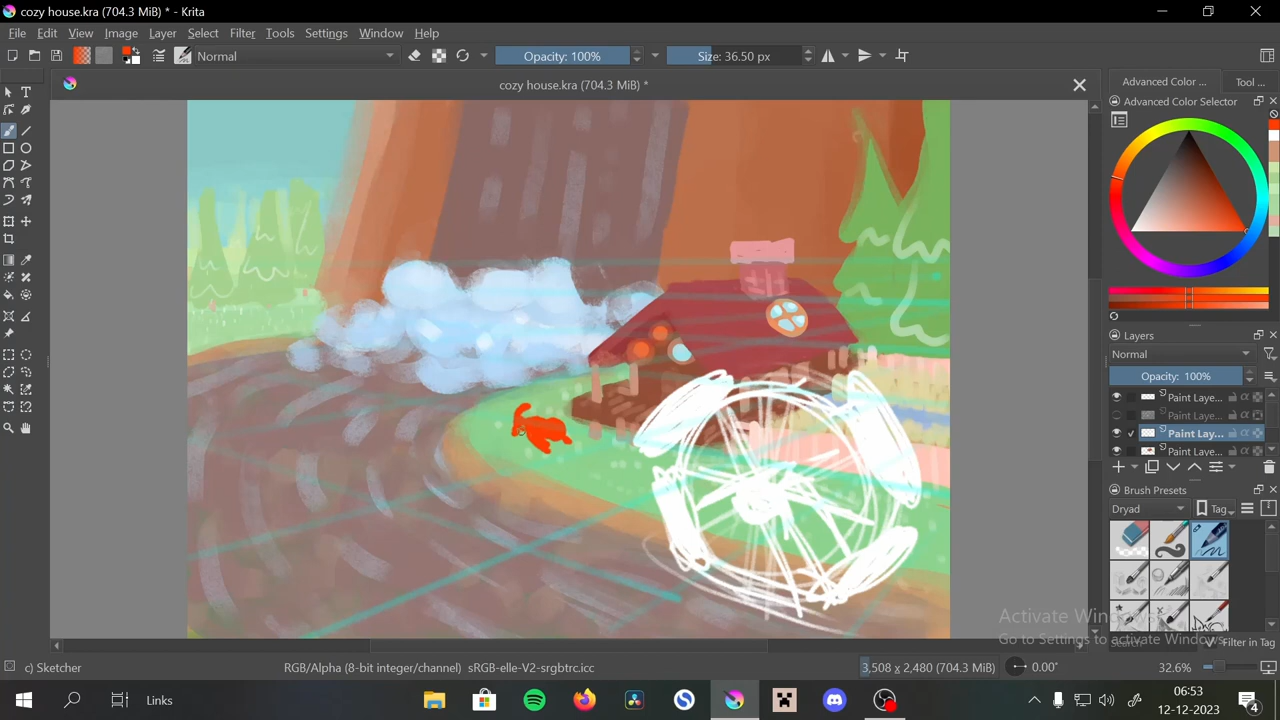 cozy house.kra (704.3 MiB) * - Krita
File Edit View Image Layer Select Filter Tools Settings Window Help
Normal Opacity: 100% Size: 36.50 px
cozy house.kra (704.3 MiB) *
Advanced Color ... Tool ...
Advanced Color Selector
Layers
Normal
Opacity: 100%
Paint Laye...
Paint Laye...
Paint Lay...
Paint Laye...
Brush Presets
Dryad Tag
Activate Windows
Go to Settings to activate Windows.
Search Filter in Tag
c) Sketcher RGB/Alpha (8-bit integer/channel) sRGB-elle-V2-srgbtrc.icc 3,508 x 2,480 (704.3 MiB) 0.00° 32.6%
Links 06:53
12-12-2023 4